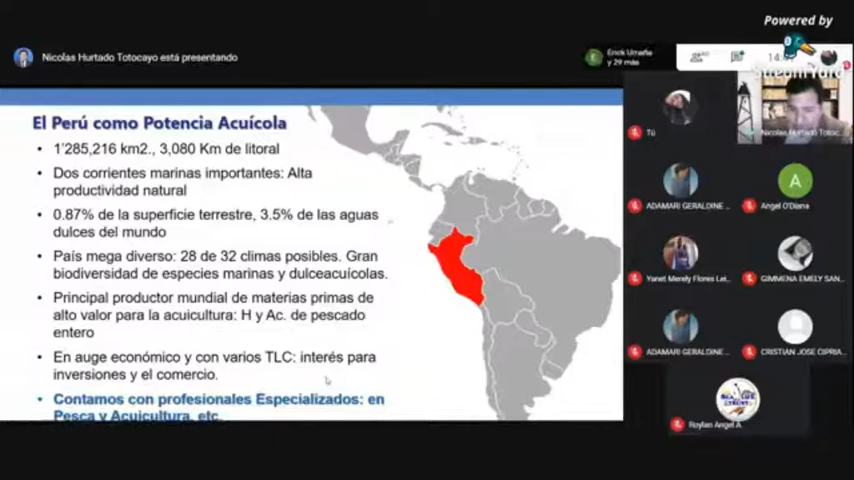 Powered by
StreamYard
Nicolas Hurtado Totocayo está presentando
Erick Umañe
y 29 más
El Perú como Potencia Acuícola
• 1'285,216 km2., 3,080 Km de litoral
• Dos corrientes marinas importantes: Alta
productividad natural
• 0.87% de la superficie terrestre, 3.5% de las aguas
dulces del mundo
• País mega diverso: 28 de 32 climas posibles. Gran
biodiversidad de especies marinas y dulceacuícolas.
• Principal productor mundial de materias primas de
alto valor para la acuicultura: H y Ac. de pescado
entero
• En auge económico y con varios TLC: interés para
inversiones y el comercio.
• Contamos con profesionales Especializados: en
Pesca y Acuicultura, etc.
Tú
Nicolas Hurtado Totoc...
ADAMARI GERALDINE ...
A
Angel O'Diana
Yanet Merely Flores Lei...
GIMMENA EMELY SAN...
ADAMARI GERALDINE ...
CRISTIAN JOSE CIPRIA...
Roylan Angel A